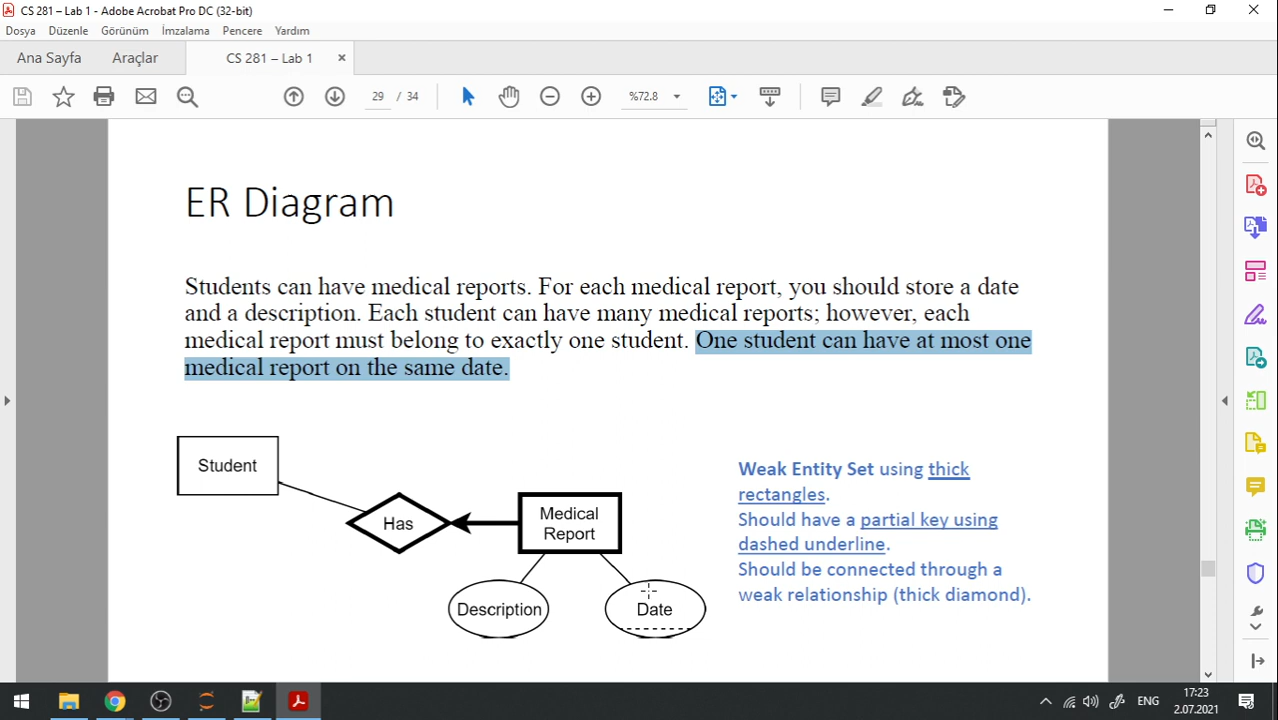 CS 281 – Lab 1 - Adobe Acrobat Pro DC (32-bit)
Dosya Düzenle Görünüm İmzalama Pencere Yardım
Ana Sayfa Araçlar CS 281 – Lab 1 ×
29 / 34 %72.8
ER Diagram
Students can have medical reports. For each medical report, you should store a date
and a description. Each student can have many medical reports; however, each
medical report must belong to exactly one student. One student can have at most one
medical report on the same date.
Student
Has
Medical
Report
Description
Date
Weak Entity Set using thick
rectangles.
Should have a partial key using
dashed underline.
Should be connected through a
weak relationship (thick diamond).
ENG
17:23
2.07.2021